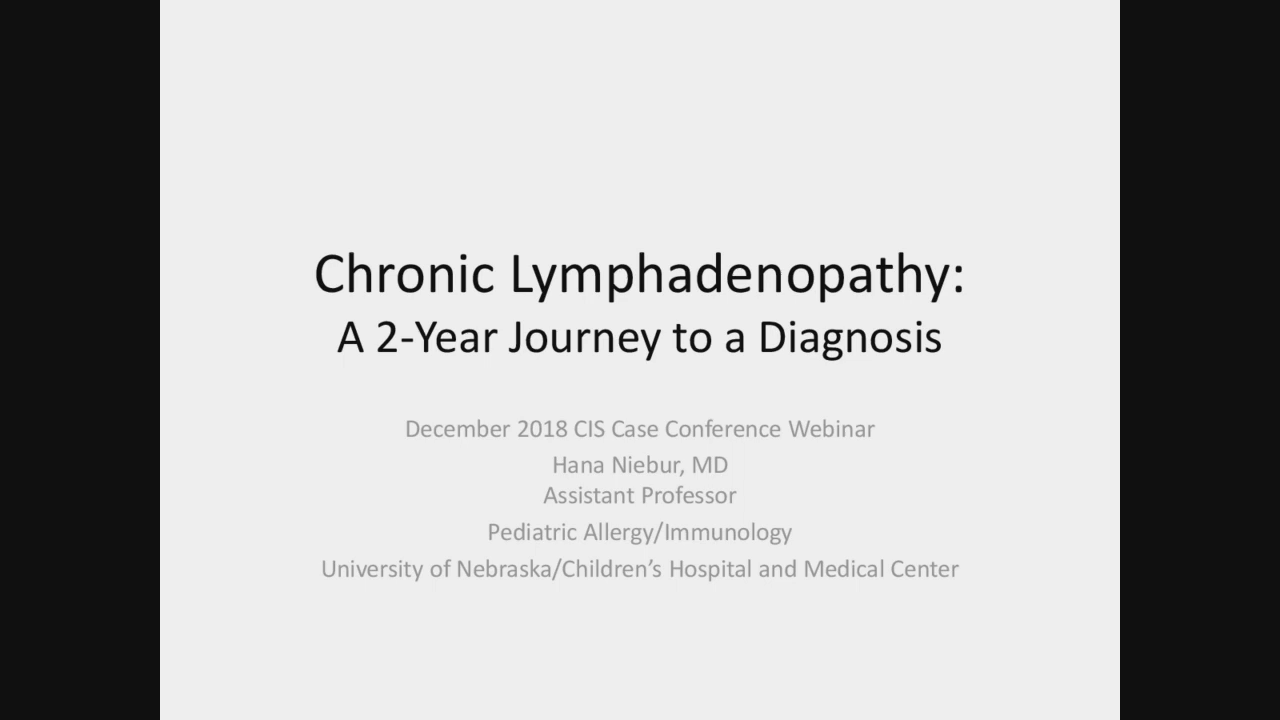 Chronic Lymphadenopathy:
A 2-Year Journey to a Diagnosis
December 2018 CIS Case Conference Webinar
Hana Niebur, MD
Assistant Professor
Pediatric Allergy/Immunology
University of Nebraska/Children’s Hospital and Medical Center